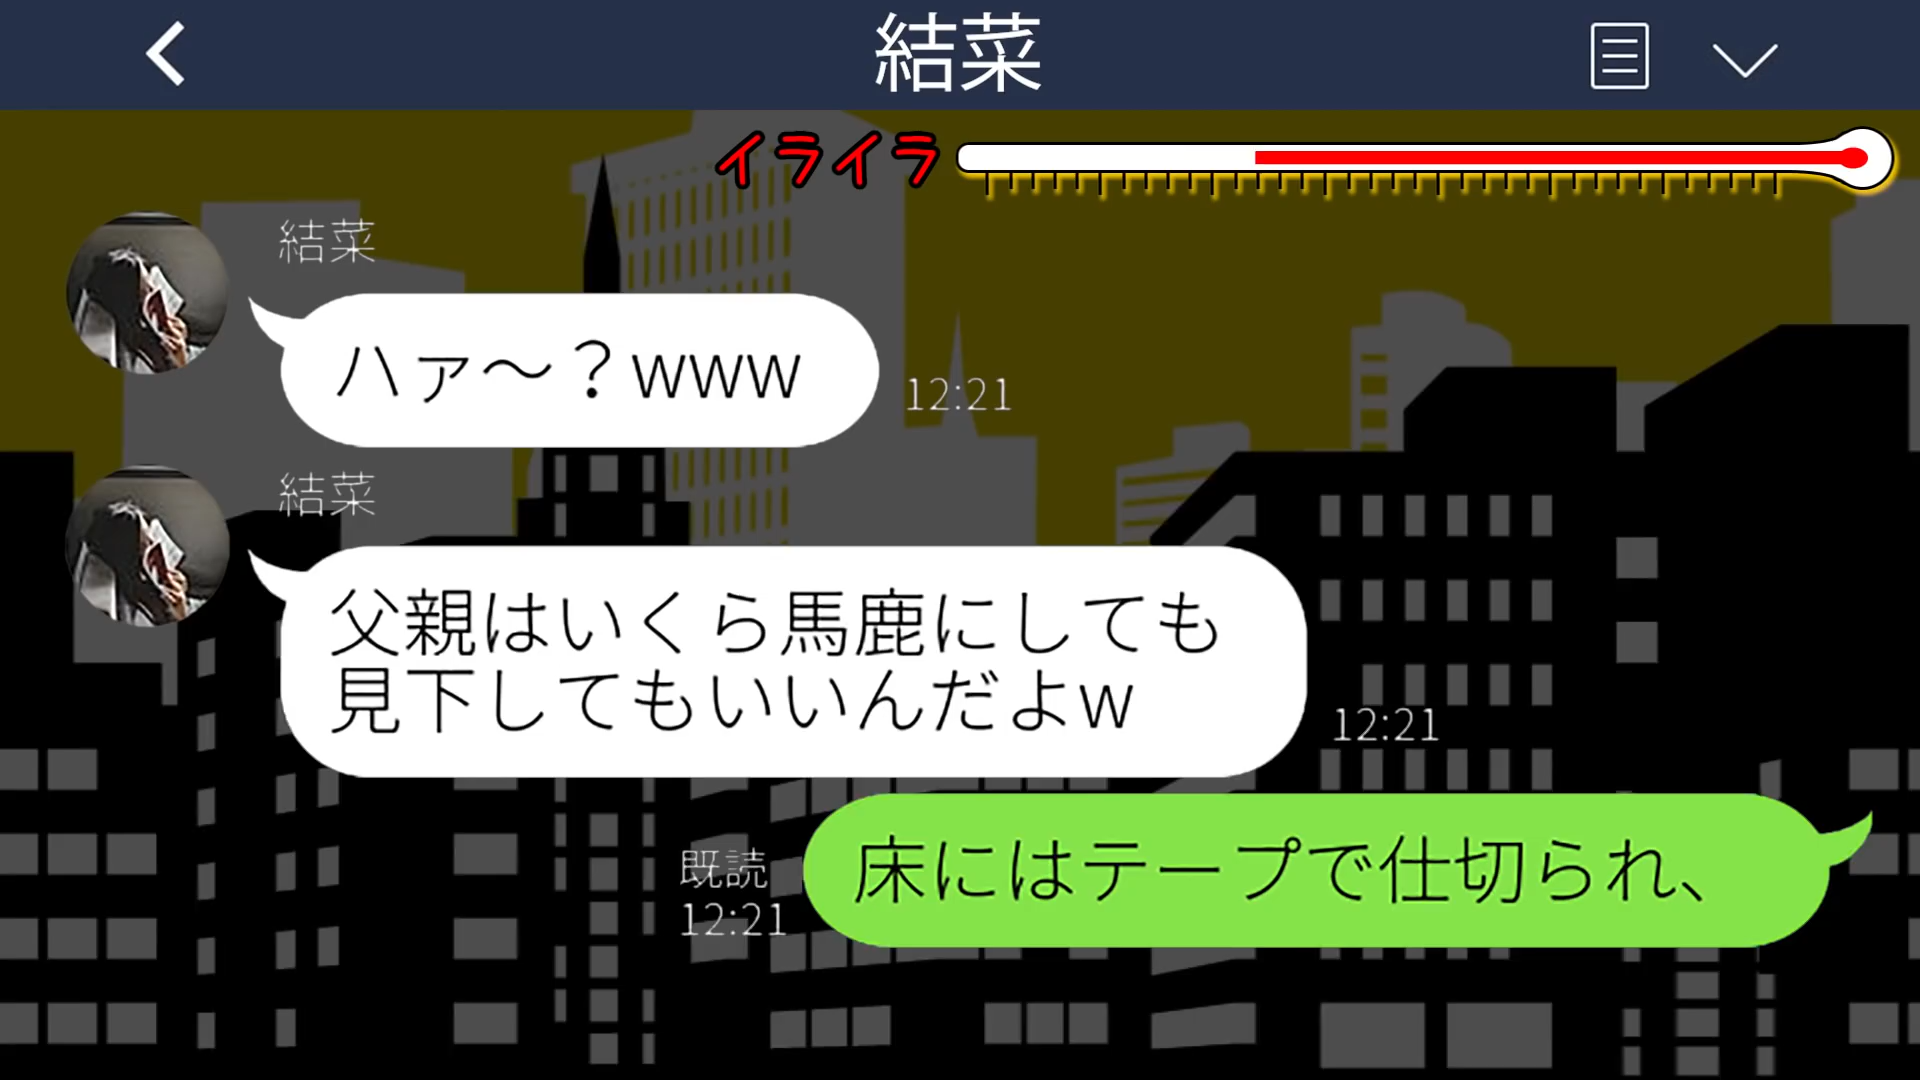 結菜
イライラ
結菜
ハァ～？www
12:21
結菜
父親はいくら馬鹿にしても
見下してもいいんだよw
12:21
床にはテープで仕切られ、
既読
12:21